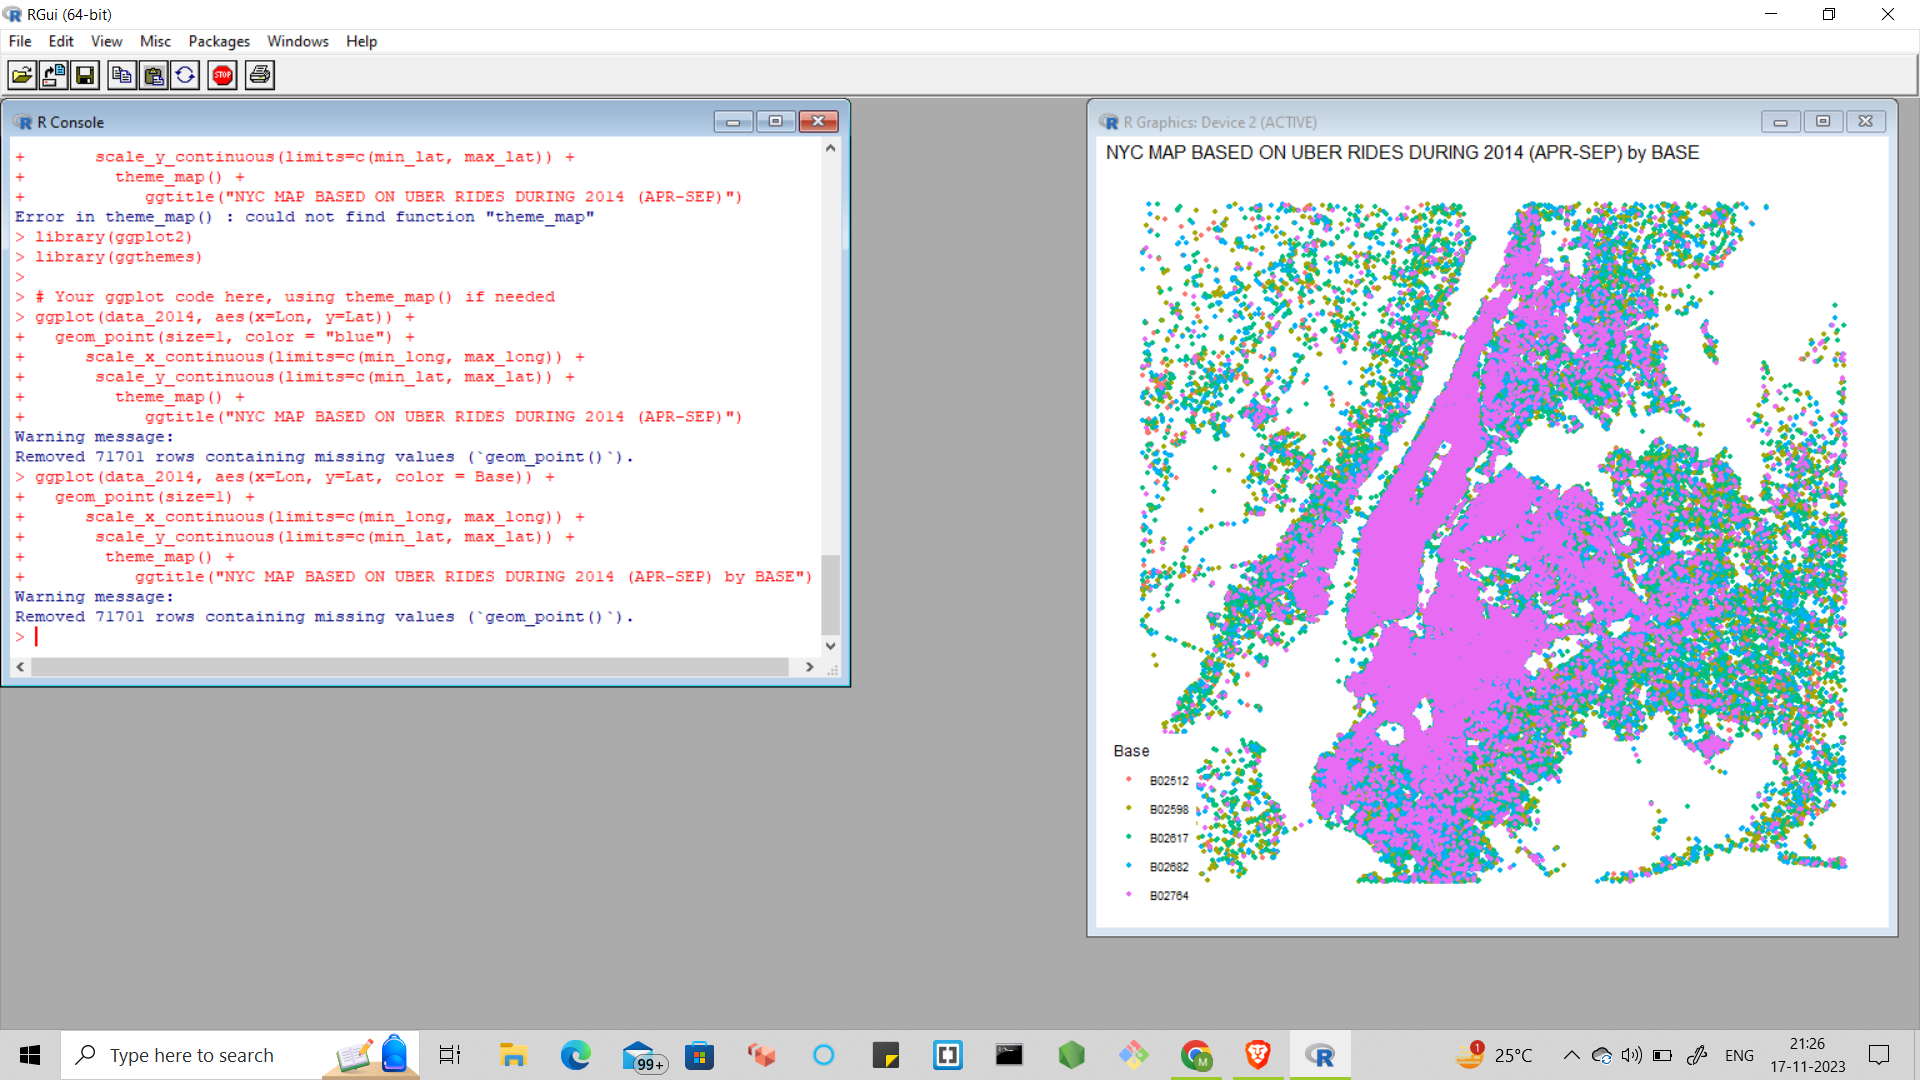 RGui (64-bit)
File Edit View Misc Packages Windows Help
STOP
R Console
+       scale_y_continuous(limits=c(min_lat, max_lat)) +
+         theme_map() +
+            ggtitle("NYC MAP BASED ON UBER RIDES DURING 2014 (APR-SEP)")
Error in theme_map() : could not find function "theme_map"
> library(ggplot2)
> library(ggthemes)
>
> # Your ggplot code here, using theme_map() if needed
> ggplot(data_2014, aes(x=Lon, y=Lat)) +
+   geom_point(size=1, color = "blue") +
+      scale_x_continuous(limits=c(min_long, max_long)) +
+       scale_y_continuous(limits=c(min_lat, max_lat)) +
+         theme_map() +
+            ggtitle("NYC MAP BASED ON UBER RIDES DURING 2014 (APR-SEP)")
Warning message:
Removed 71701 rows containing missing values (`geom_point()`).
> ggplot(data_2014, aes(x=Lon, y=Lat, color = Base)) +
+   geom_point(size=1) +
+      scale_x_continuous(limits=c(min_long, max_long)) +
+       scale_y_continuous(limits=c(min_lat, max_lat)) +
+        theme_map() +
+           ggtitle("NYC MAP BASED ON UBER RIDES DURING 2014 (APR-SEP) by BASE")
Warning message:
Removed 71701 rows containing missing values (`geom_point()`).
>
R Graphics: Device 2 (ACTIVE)
NYC MAP BASED ON UBER RIDES DURING 2014 (APR-SEP) by BASE
Base
B02512
B02598
B02617
B02682
B02764
Type here to search
99+
M
1
25°C
ENG
21:26
17-11-2023